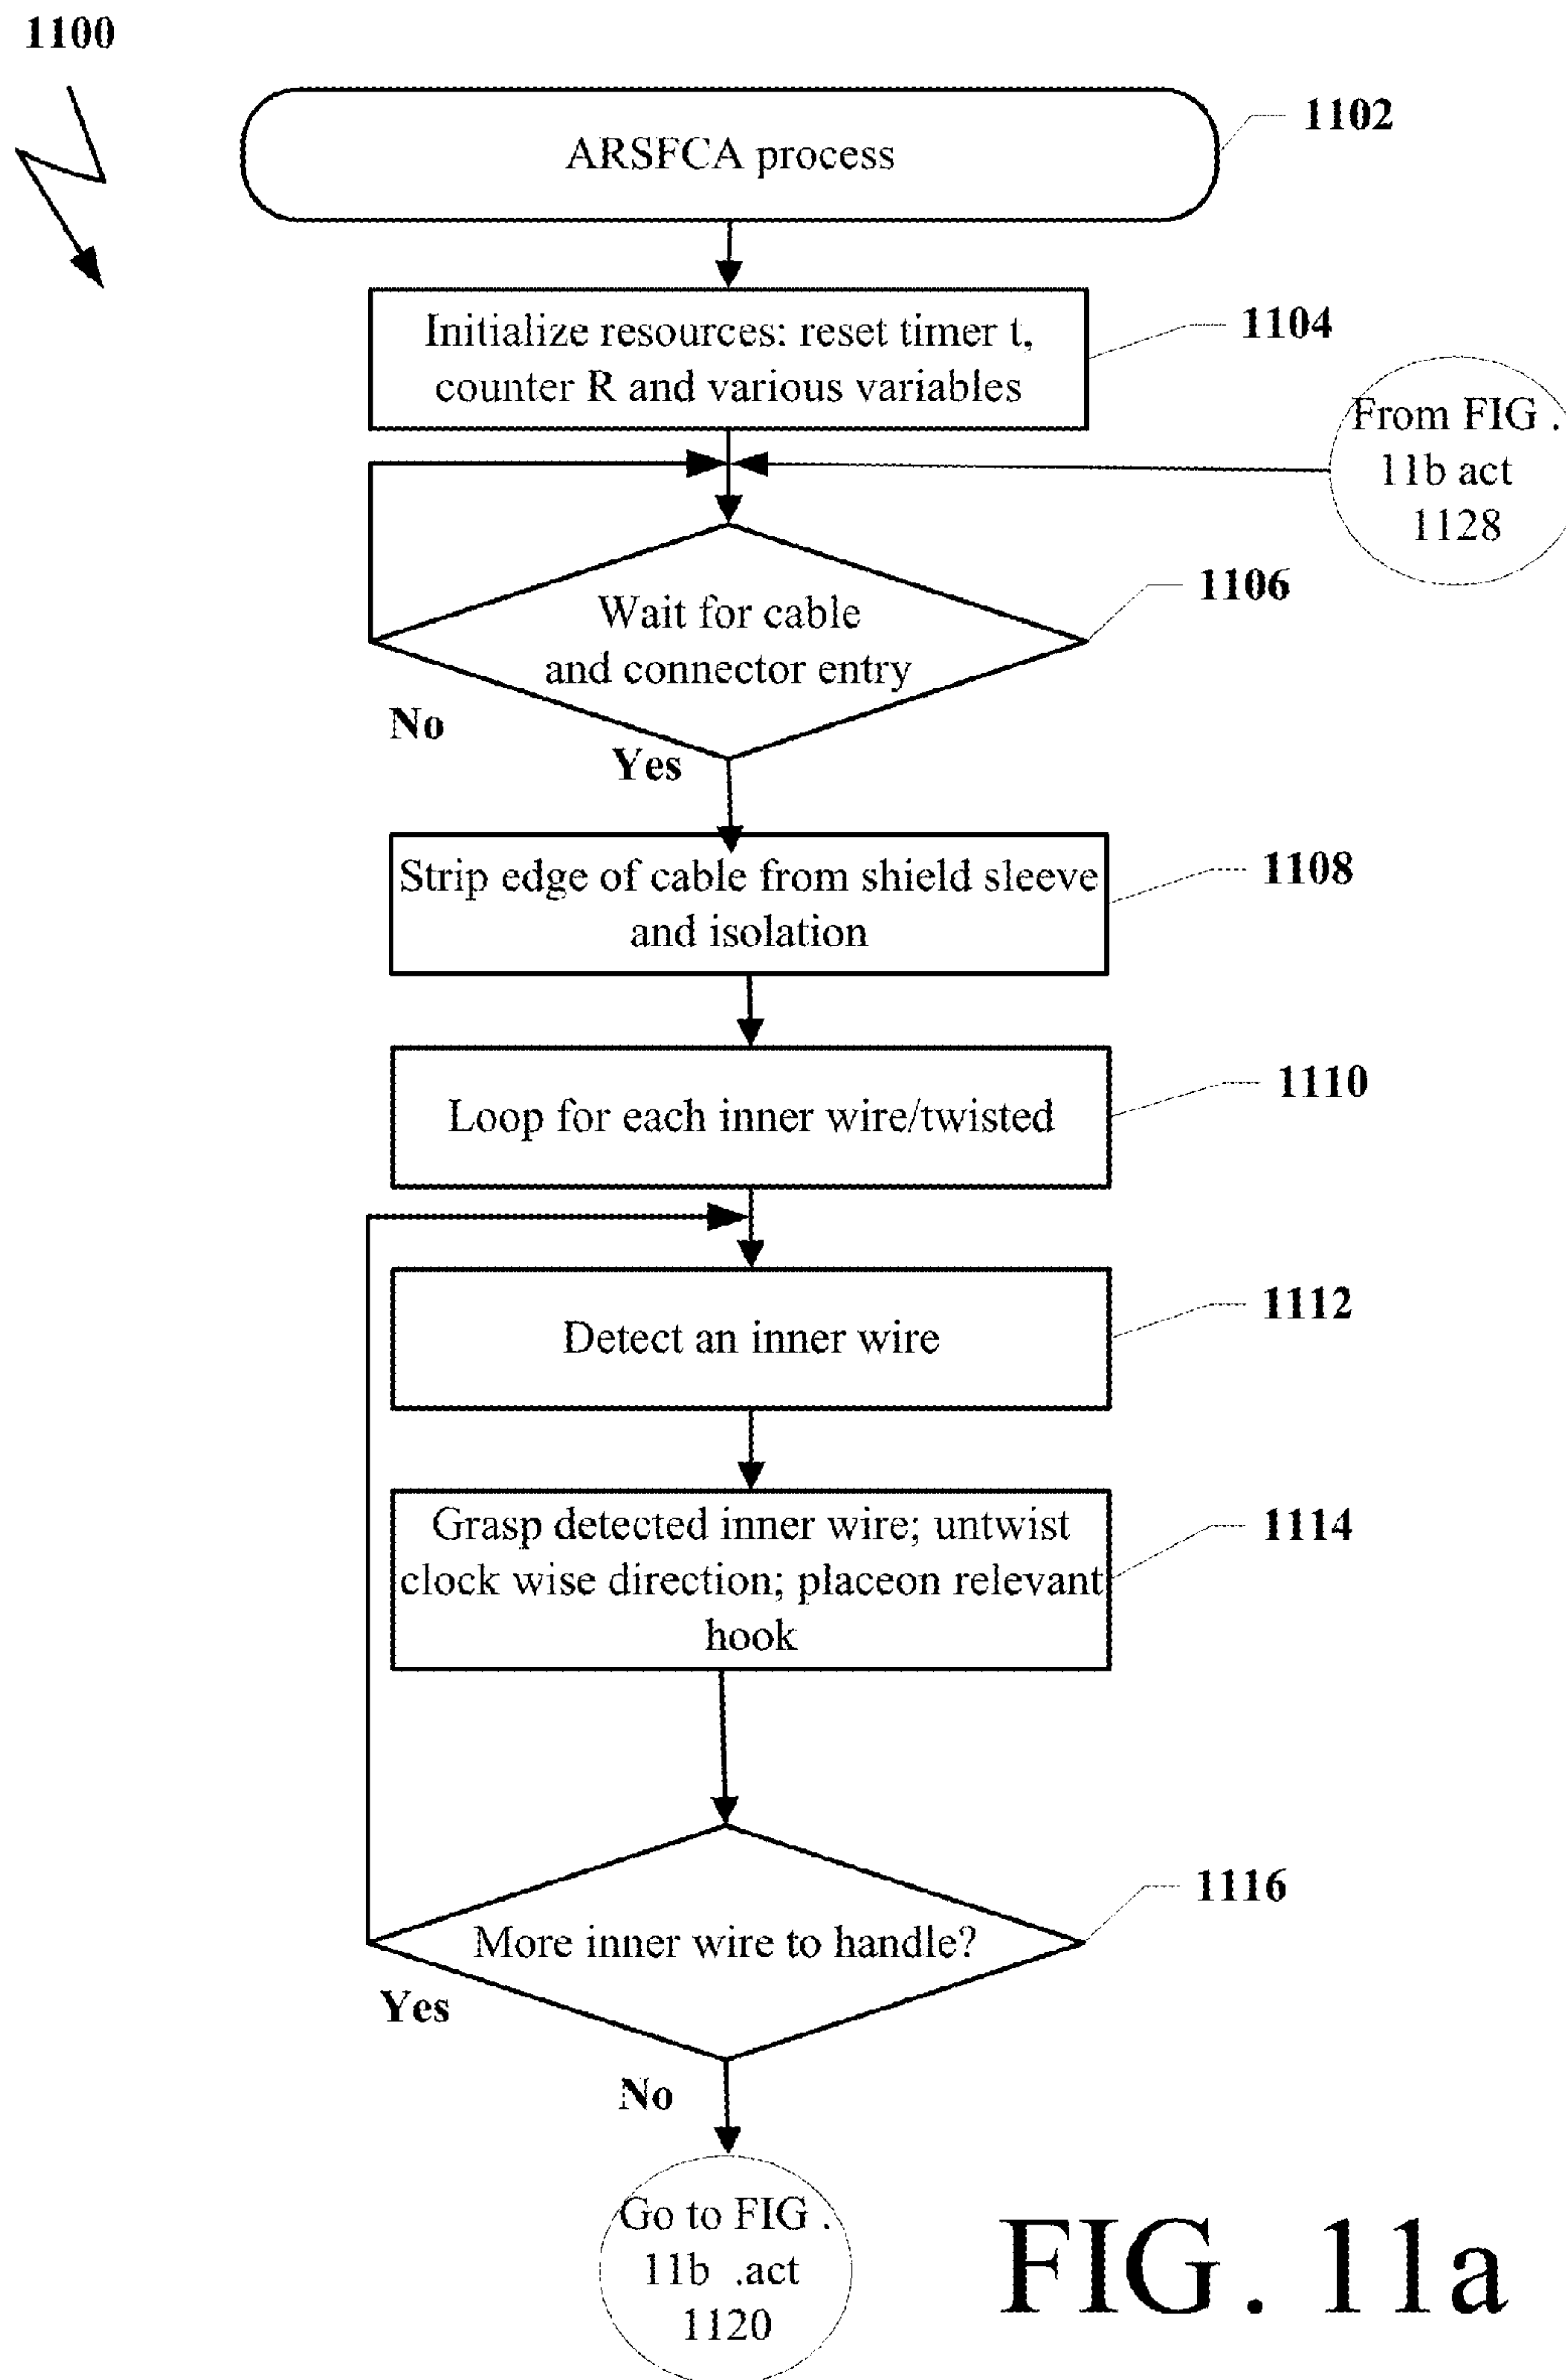 1100
1102
ARSFCA process
1104
Initialize resources: reset timer t,
counter R and various variables
From FIG .
11b act
1128
1106
Wait for cable
and connector entry
No
Yes
1108
Strip edge of cable from shield sleeve
and isolation
1110
Loop for each inner wire/twisted
1112
Detect an inner wire
1114
Grasp detected inner wire; untwist
clock wise direction; placeon relevant
hook
1116
More inner wire to handle?
Yes
No
Go to FIG .
11b .act
1120
FIG. 11a